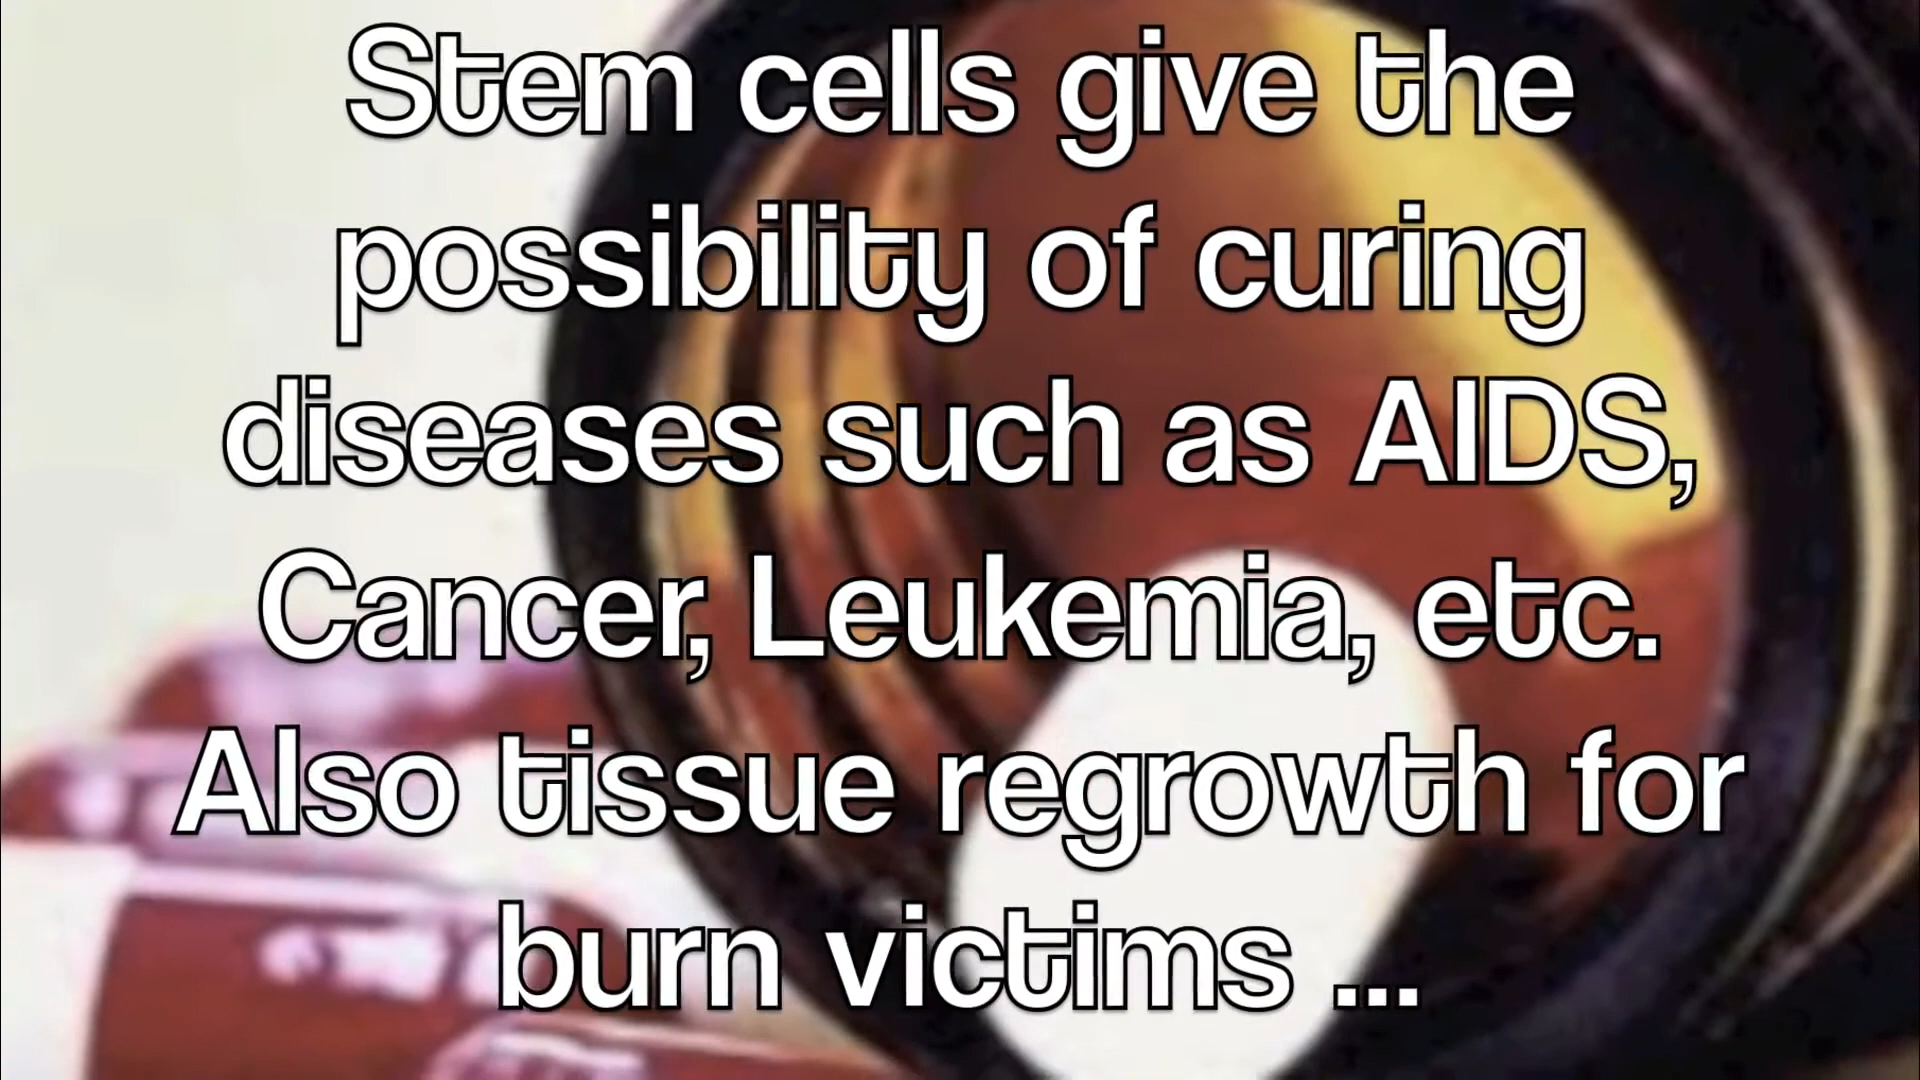 Stem cells give the
possibility of curing
diseases such as AIDS,
Cancer, Leukemia, etc.
Also tissue regrowth for
burn victims ...